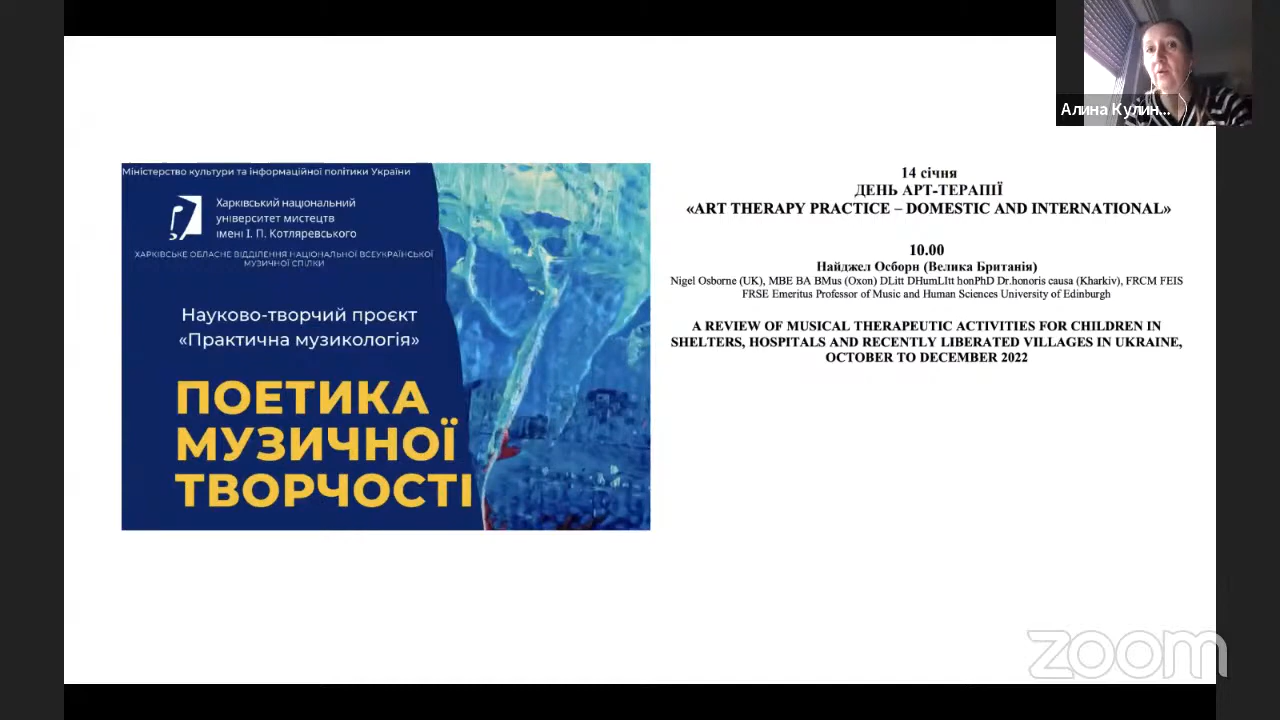 Алина Кулин...
Міністерство культури та інформаційної політики України
Харківський національний
університет мистецтв
імені І. П. Котляревського
ХАРКІВСЬКЕ ОБЛАСНЕ ВІДДІЛЕННЯ НАЦІОНАЛЬНОЇ ВСЕУКРАЇНСЬКОЇ
МУЗИЧНОЇ СПІЛКИ
Науково-творчий проєкт
«Практична музикологія»
ПОЕТИКА
МУЗИЧНОЇ
ТВОРЧОСТІ
14 січня
ДЕНЬ АРТ-ТЕРАПІЇ
«ART THERAPY PRACTICE – DOMESTIC AND INTERNATIONAL»
10.00
Найджел Осборн (Велика Британія)
Nigel Osborne (UK), MBE BA BMus (Oxon) DLitt DHumLItt honPhD Dr.honoris causa (Kharkiv), FRCM FEIS
FRSE Emeritus Professor of Music and Human Sciences University of Edinburgh
A REVIEW OF MUSICAL THERAPEUTIC ACTIVITIES FOR CHILDREN IN
SHELTERS, HOSPITALS AND RECENTLY LIBERATED VILLAGES IN UKRAINE,
OCTOBER TO DECEMBER 2022
zoom